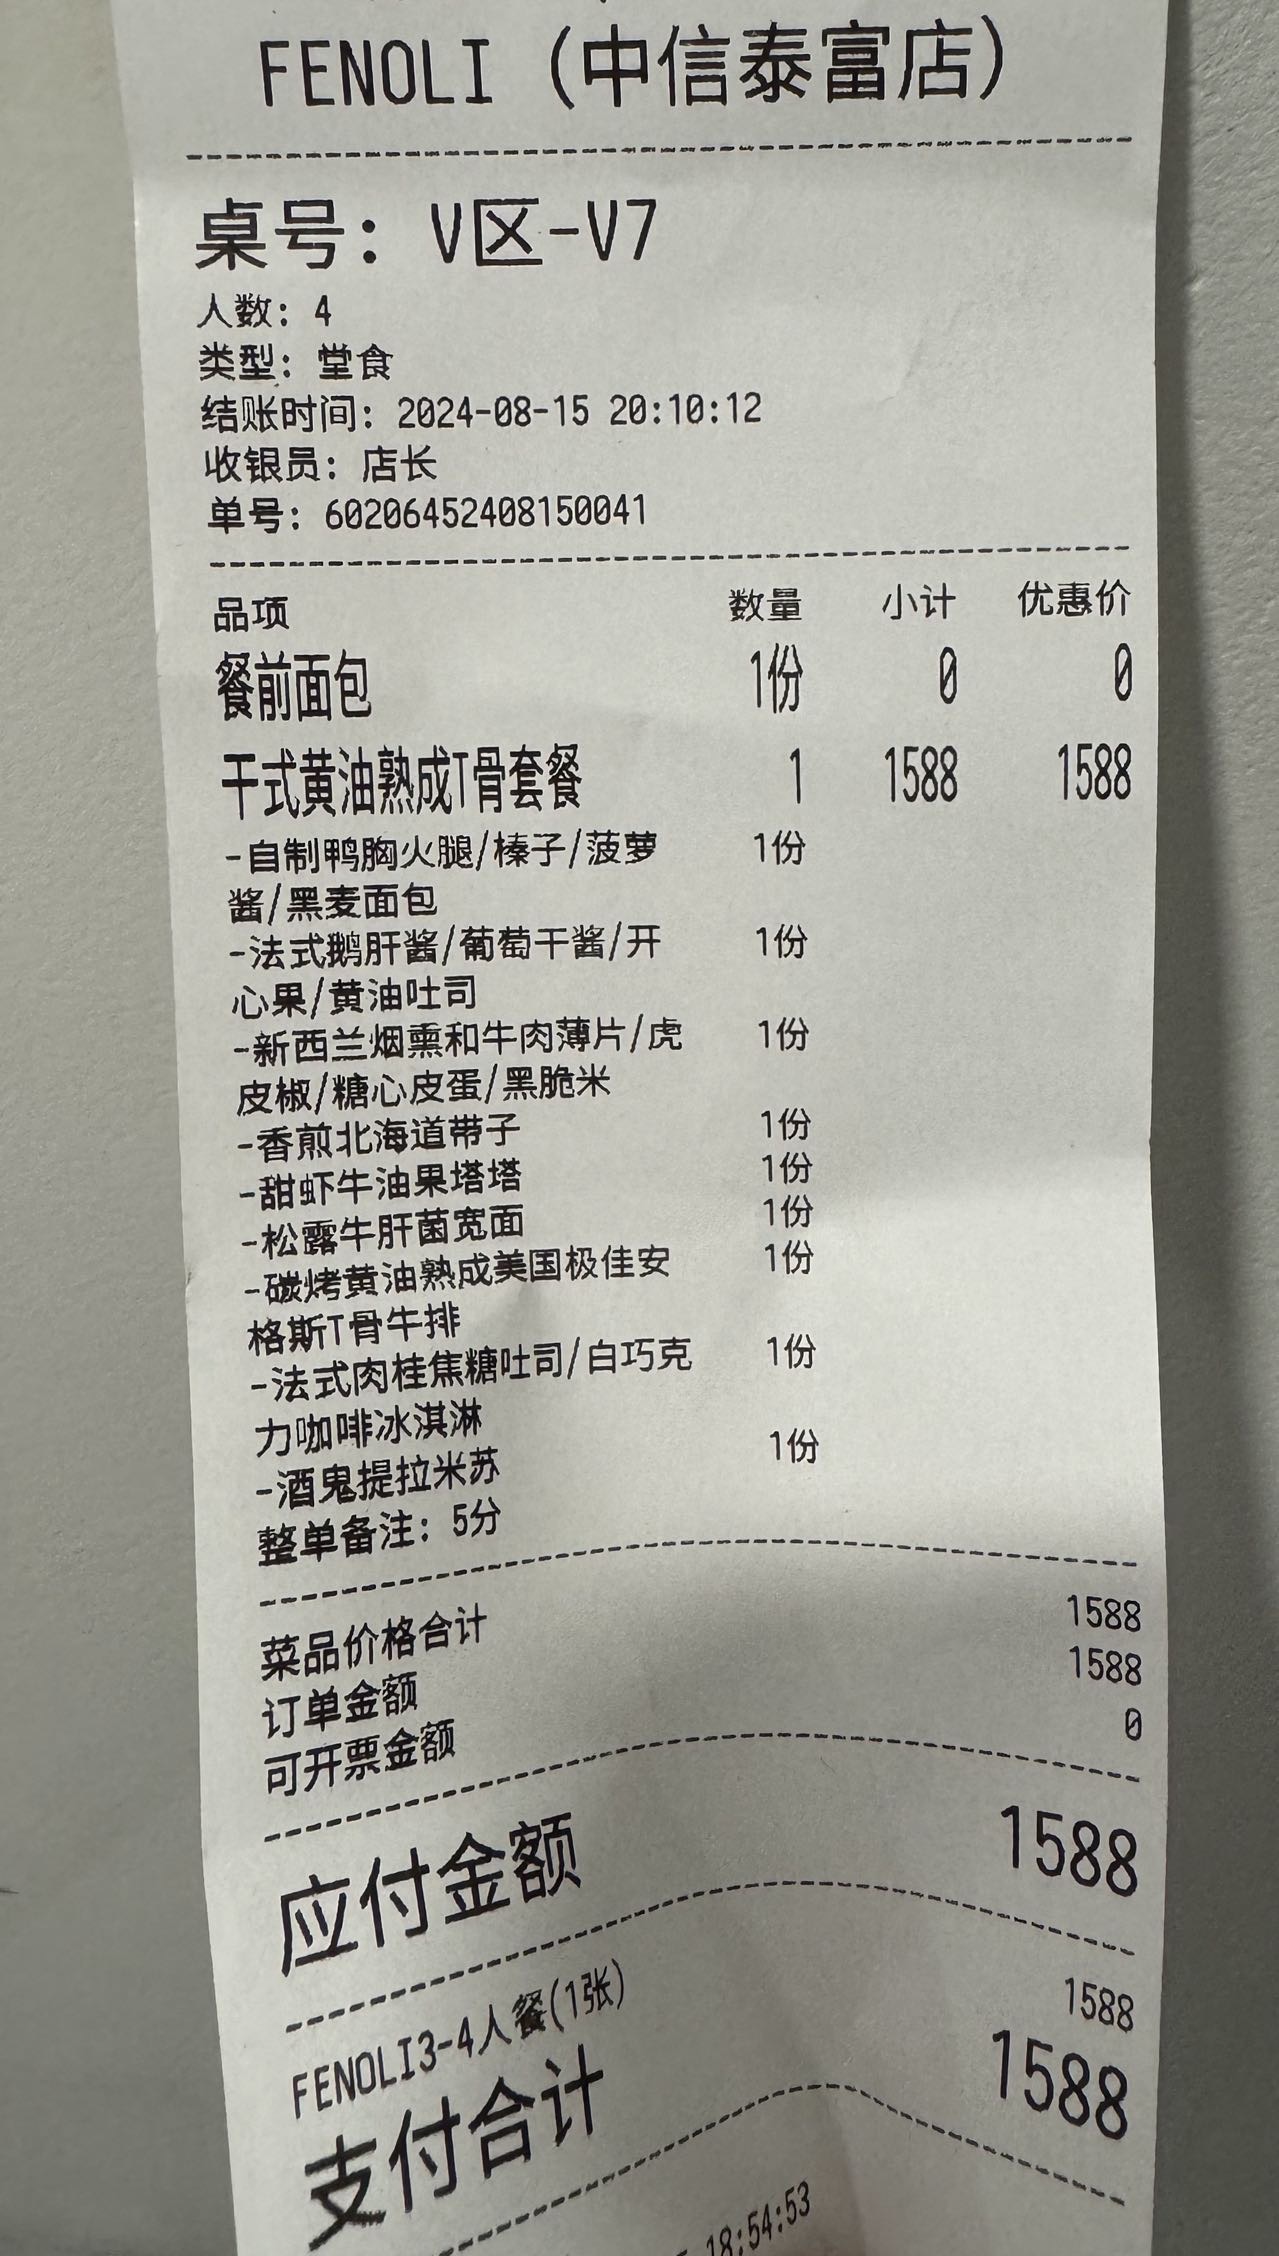 FENOLI (中信泰富店)
桌号: V区-V7
人数: 4
类型: 堂食
结账时间: 2024-08-15 20:10:12
收银员: 店长
单号: 60206452408150041
品项 数量 小计 优惠价
餐前面包 1份 0 0
干式黄油熟成T骨套餐 1 1588 1588
-自制鸭胸火腿/榛子/菠萝 1份
酱/黑麦面包
-法式鹅肝酱/葡萄干酱/开 1份
心果/黄油吐司
-新西兰烟熏和牛肉薄片/虎 1份
皮椒/糖心皮蛋/黑脆米
-香煎北海道带子 1份
-甜虾牛油果塔塔 1份
-松露牛肝菌宽面 1份
-碳烤黄油熟成美国极佳安 1份
格斯T骨牛排
-法式肉桂焦糖吐司/白巧克 1份
力咖啡冰淇淋
-酒鬼提拉米苏 1份
整单备注: 5分
菜品价格合计 1588
订单金额 1588
可开票金额 0
应付金额 1588
FENOLI3-4人餐(1张) 1588
支付合计 1588
18:54:53